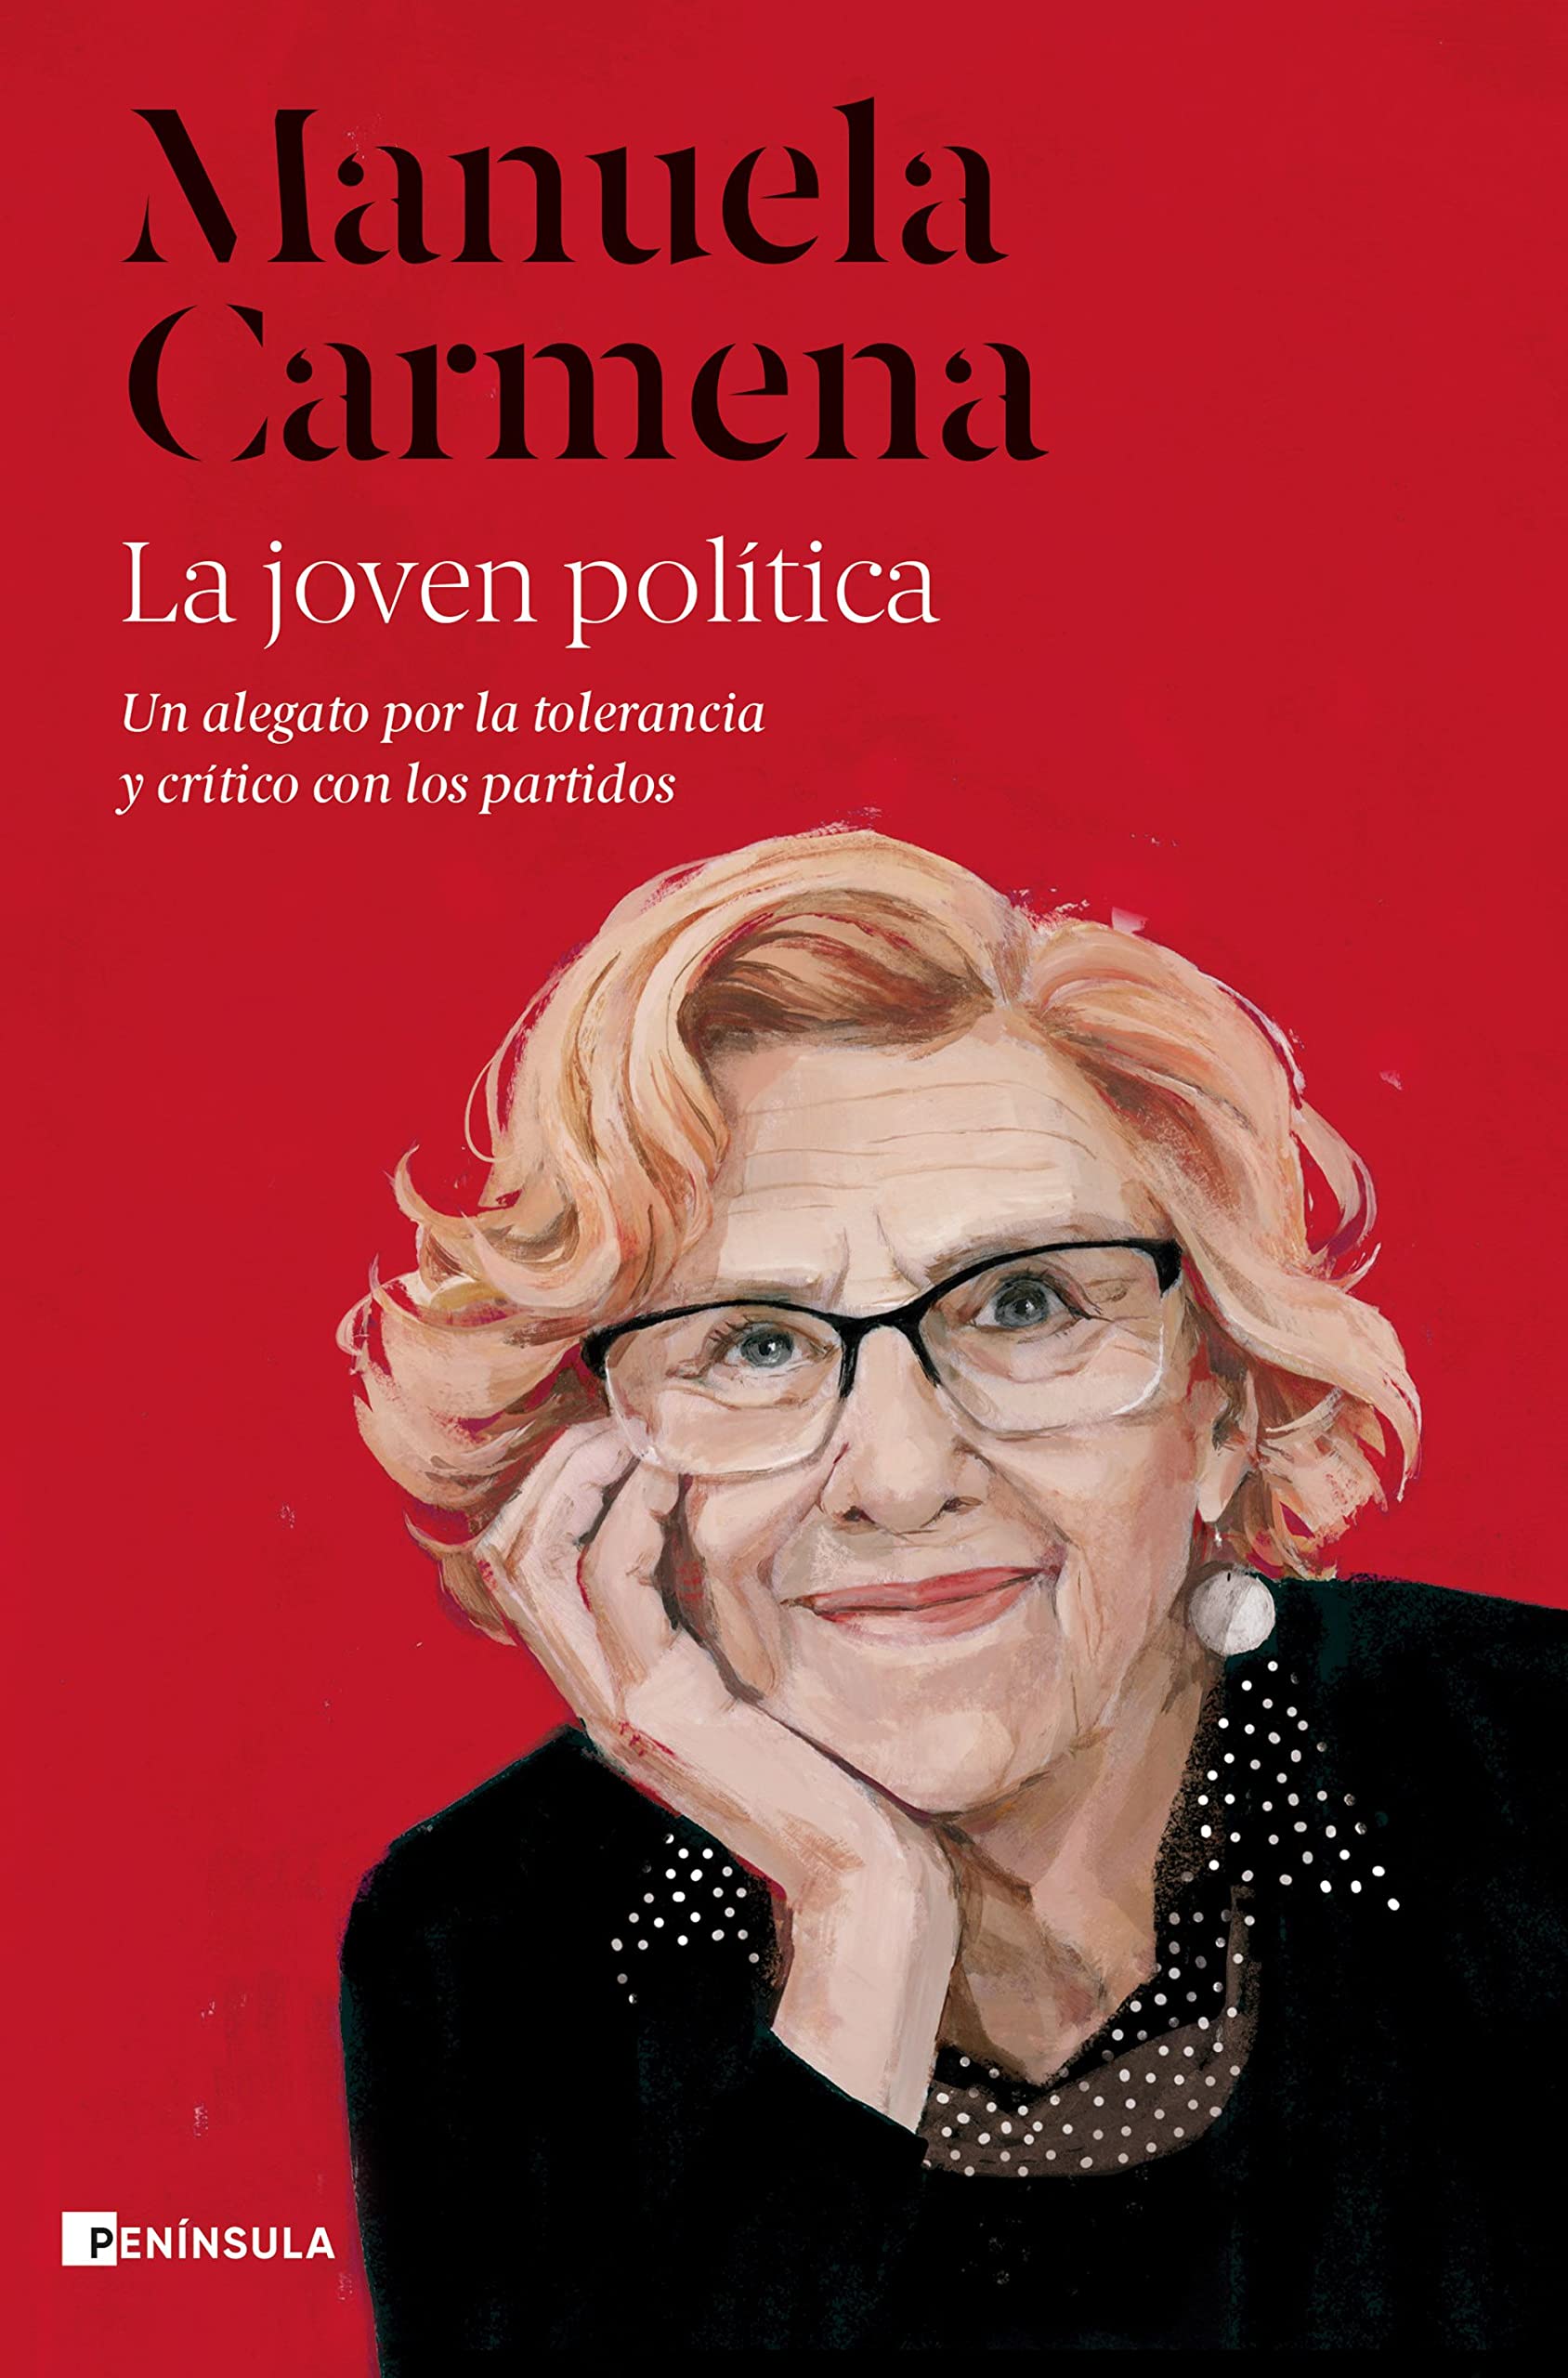 Manuela
Carmena
La joven política
Un alegato por la tolerancia
y crítico con los partidos
PENÍNSULA